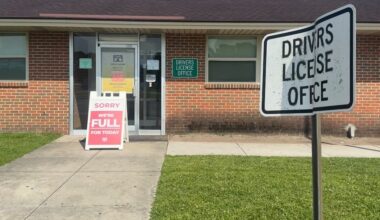 DRIVERS
LICENSE
OFFICE
SORRY
WE'RE
FULL
FOR TODAY
DRIVERS
LICENSE
OFFICE